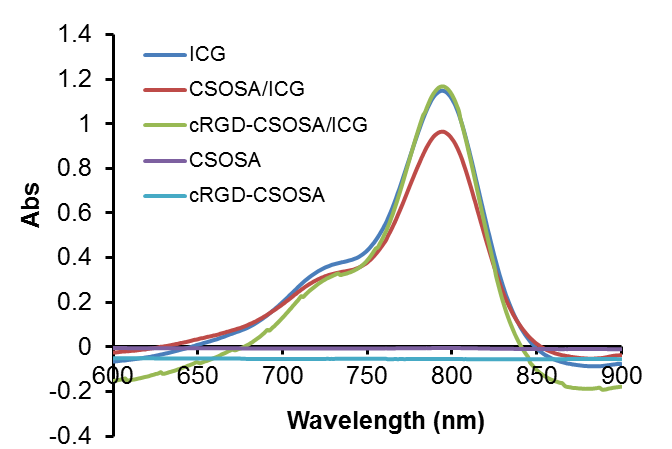 1.4
1.2
1
0.8
0.6
0.4
0.2
0
-0.2
-0.4
Abs
ICG
CSOSA/ICG
cRGD-CSOSA/ICG
CSOSA
cRGD-CSOSA
600 650 700 750 800 850 900
Wavelength (nm)